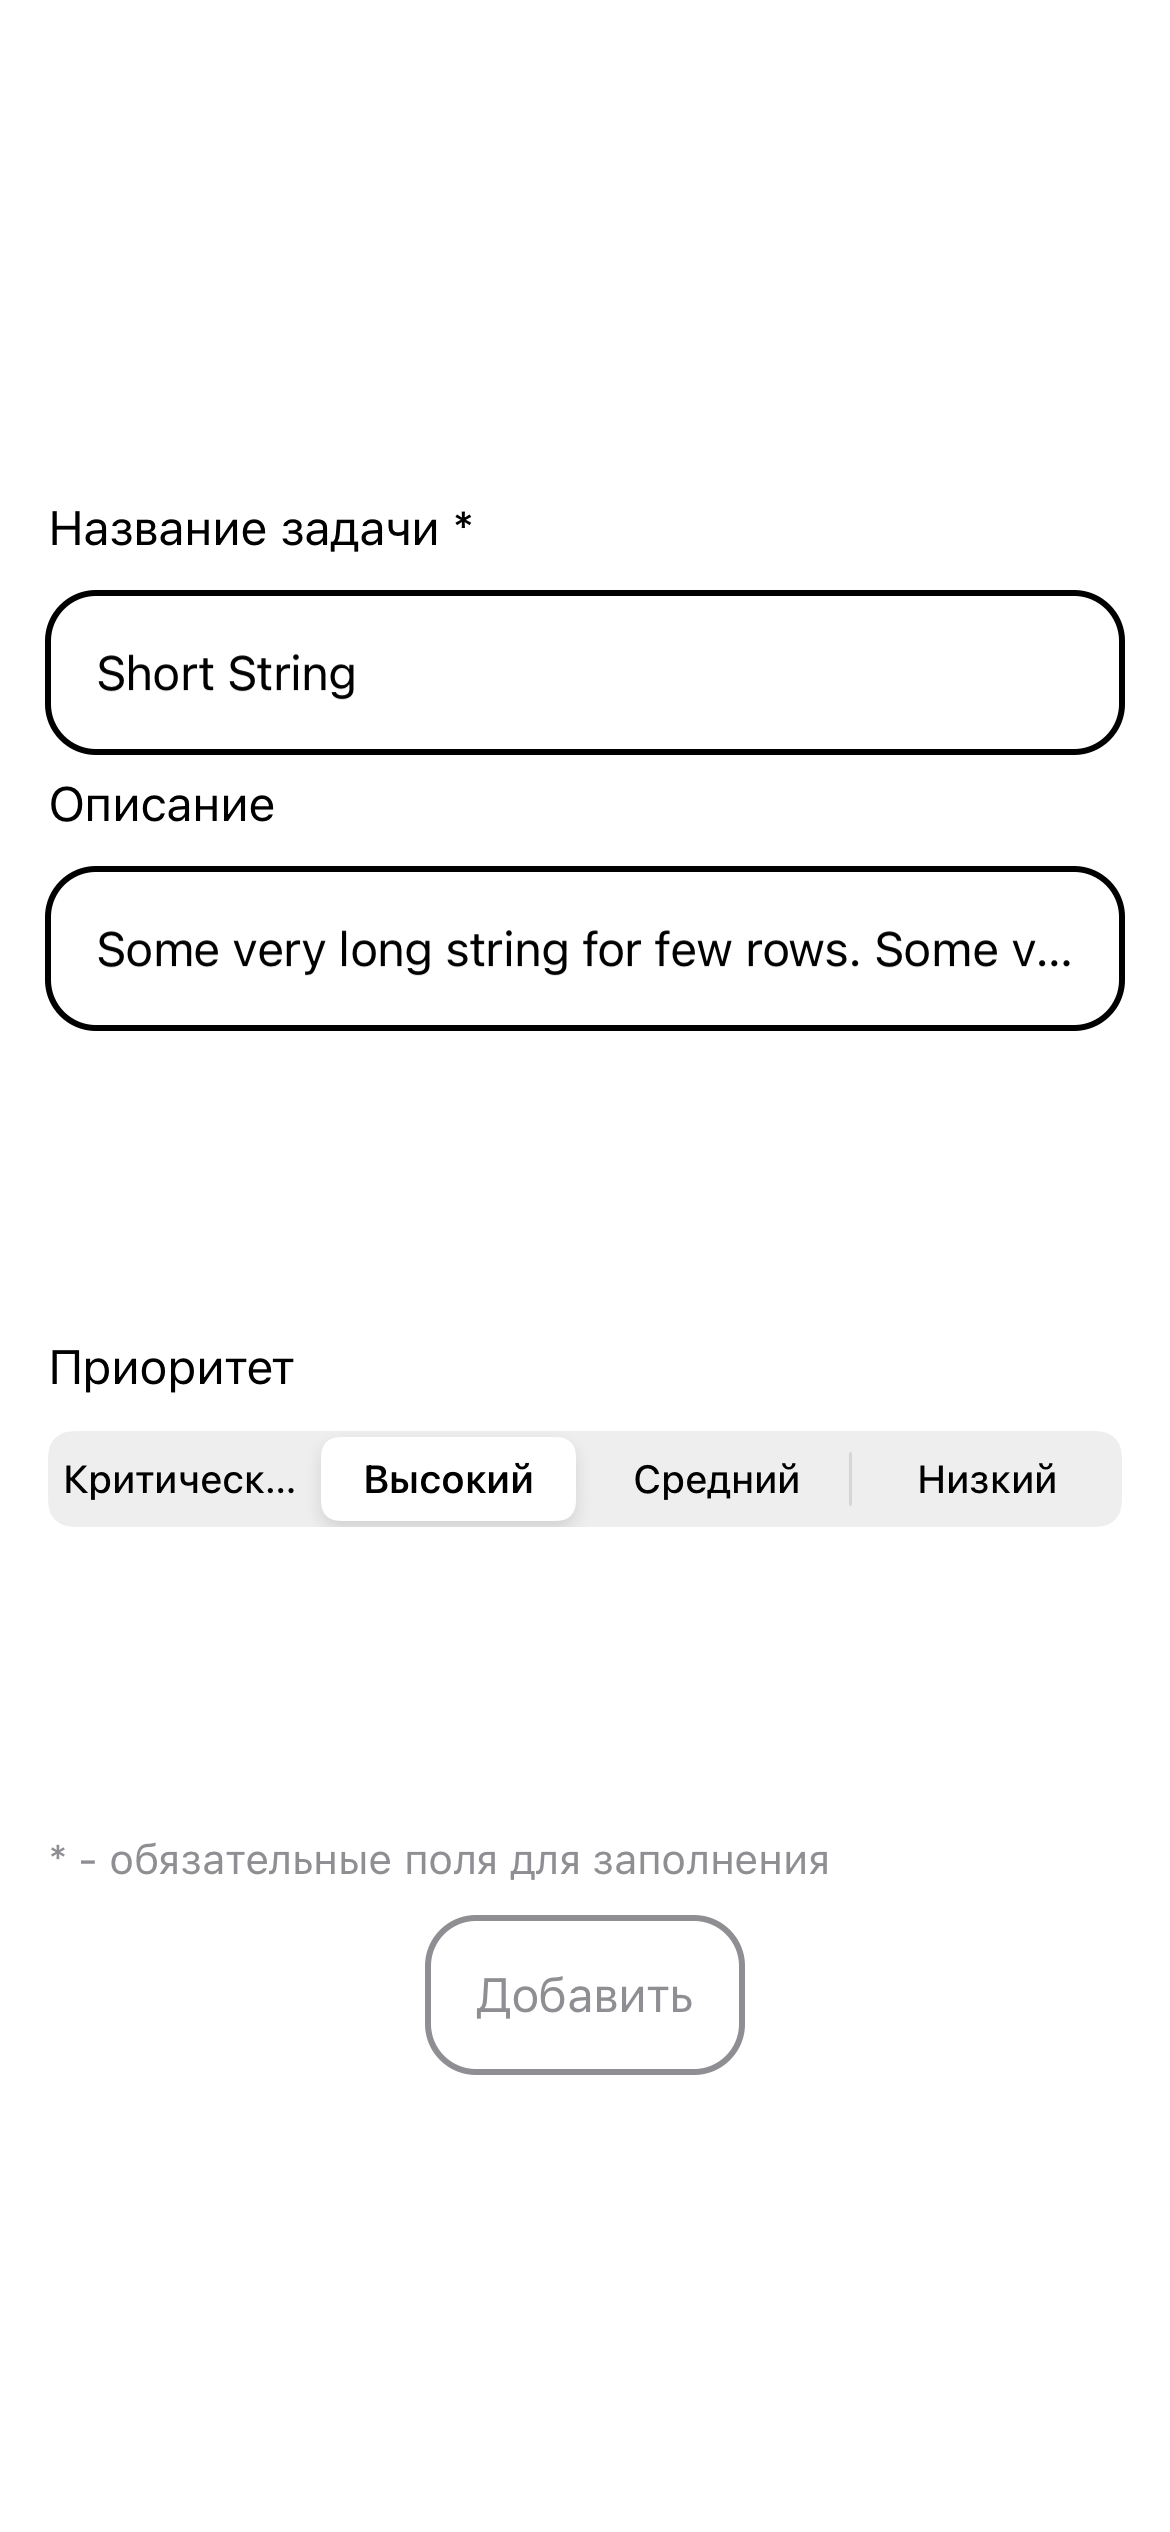 Название задачи *
Short String
Описание
Some very long string for few rows. Some v...
Приоритет
Критическ... Высокий Средний Низкий
* - обязательные поля для заполнения
Добавить